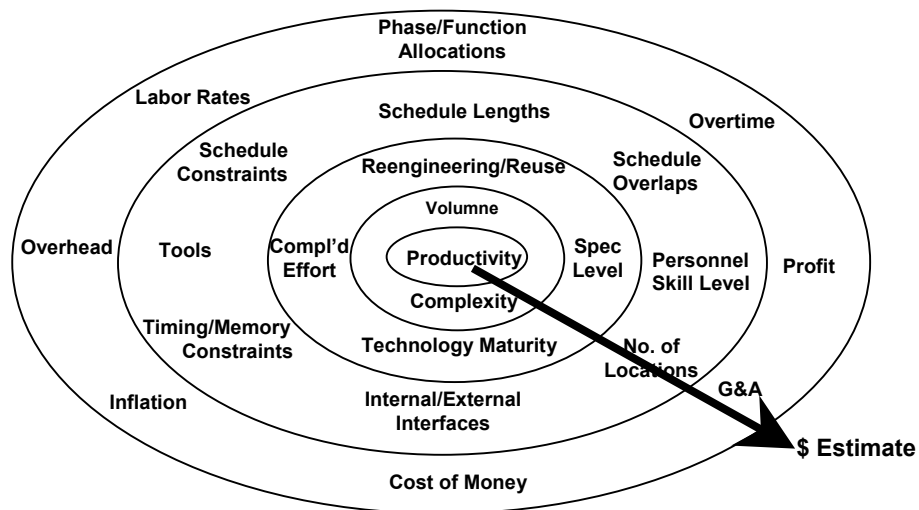 Phase/Function
Allocations
Labor Rates
Schedule Lengths
Overtime
Schedule
Constraints
Reengineering/Reuse
Schedule
Overlaps
Volumne
Overhead
Tools
Compl'd
Effort
Productivity
Spec
Level
Personnel
Skill Level
Profit
Complexity
Timing/Memory
Constraints
Technology Maturity
No. of
Locations
Inflation
Internal/External
Interfaces
G&A
$ Estimate
Cost of Money